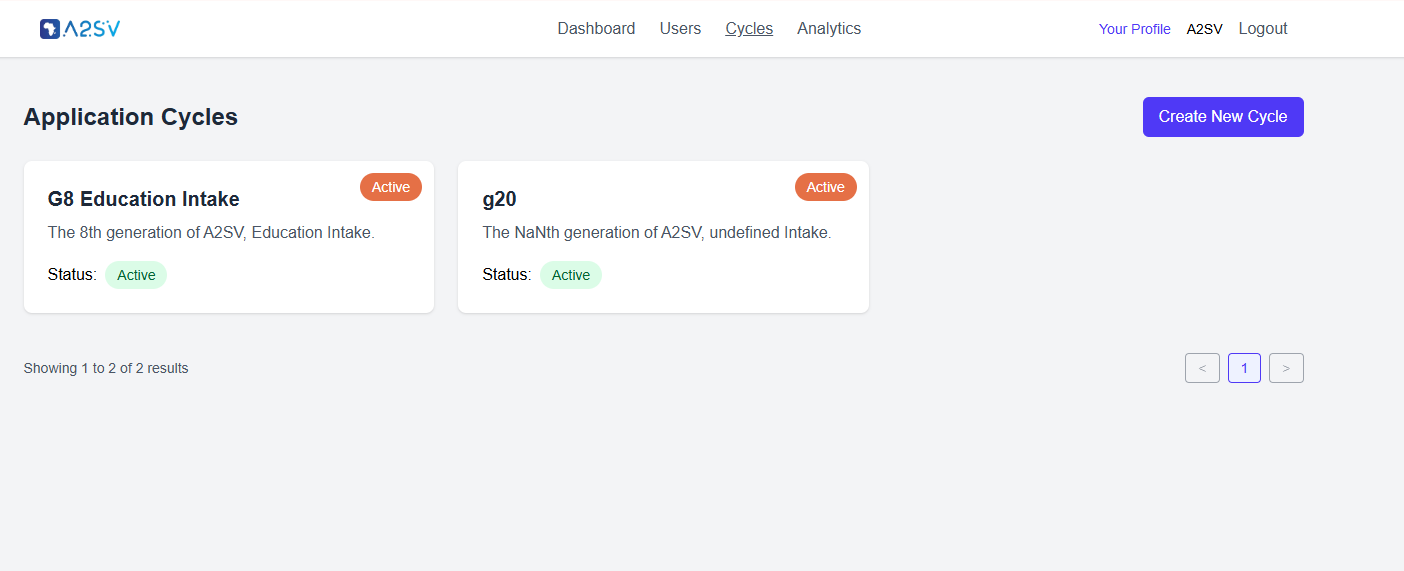 A2SV Dashboard Users Cycles Analytics Your Profile A2SV Logout
Application Cycles Create New Cycle
Active
G8 Education Intake
The 8th generation of A2SV, Education Intake.
Status: Active
Active
g20
The NaNth generation of A2SV, undefined Intake.
Status: Active
Showing 1 to 2 of 2 results < 1 >